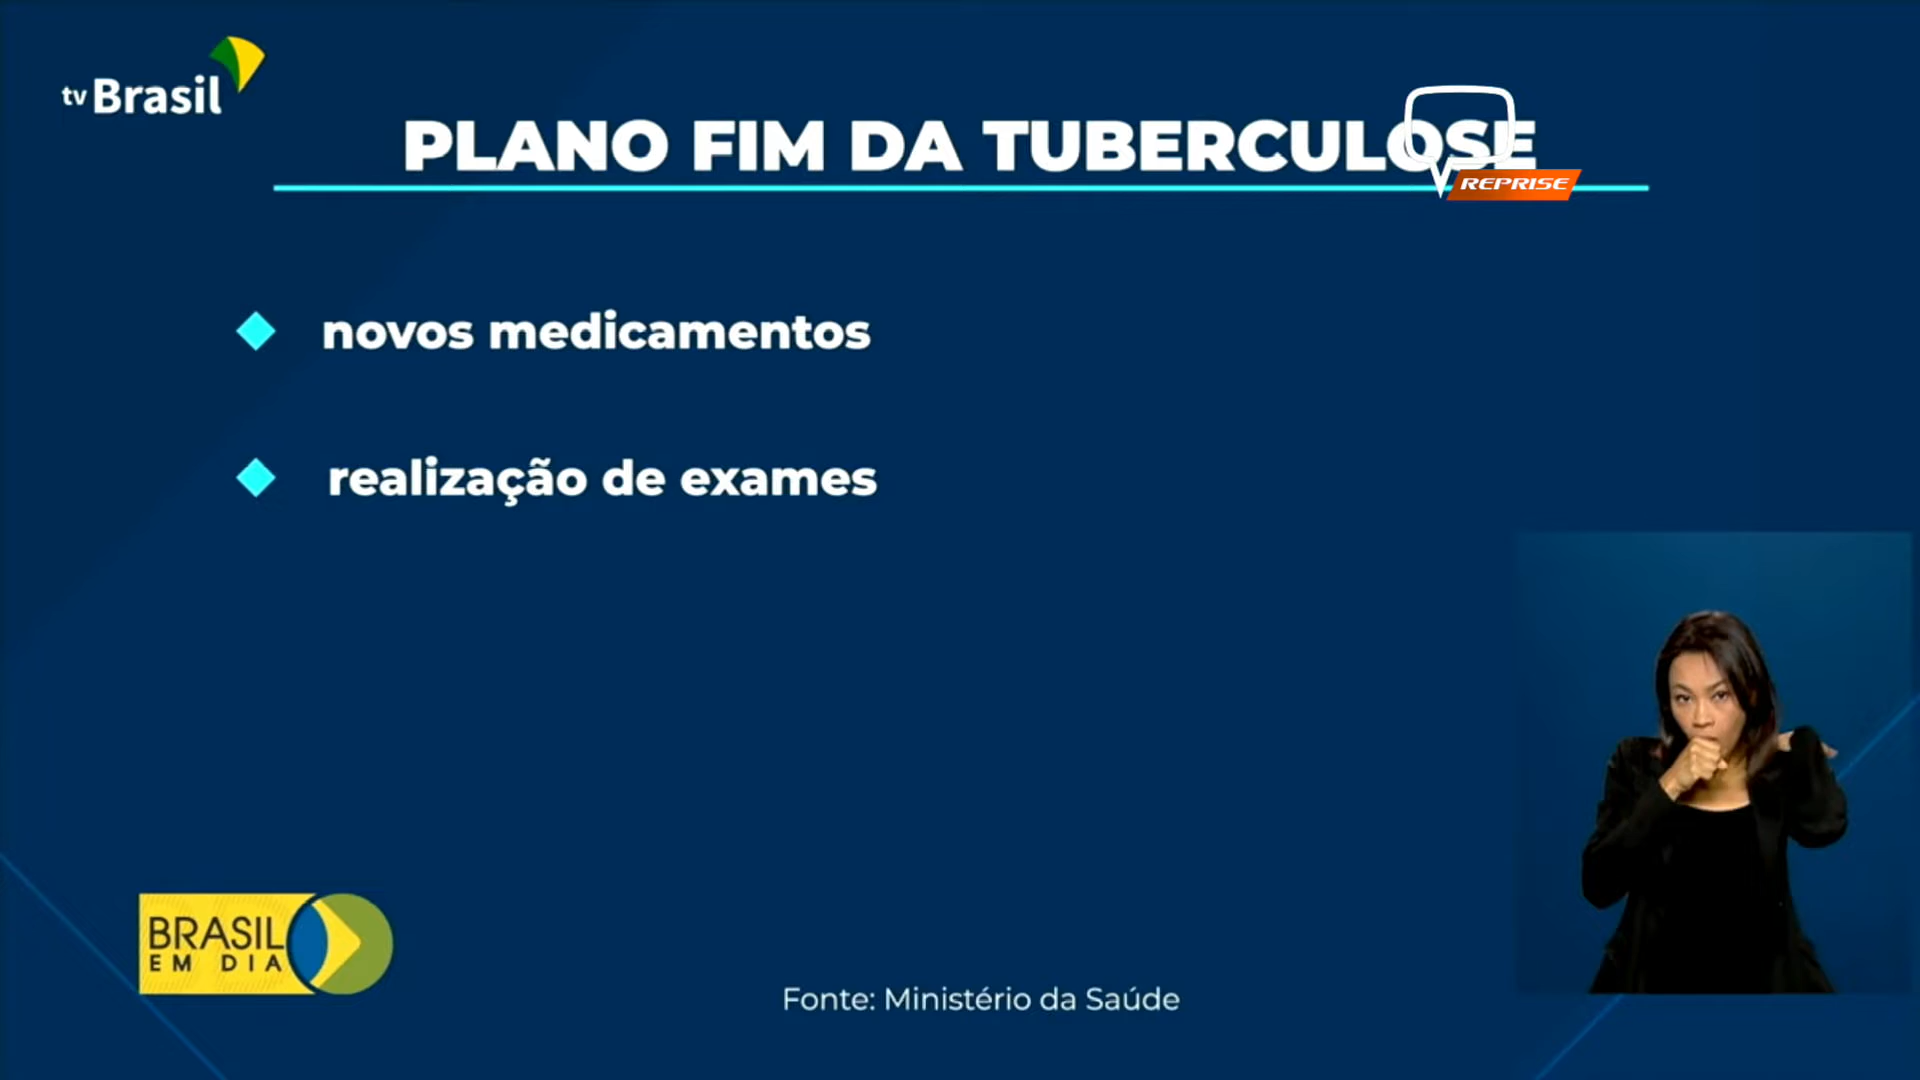 tv Brasil
PLANO FIM DA TUBERCULOSE
REPRISE
novos medicamentos
realização de exames
BRASIL
EM DIA
Fonte: Ministério da Saúde